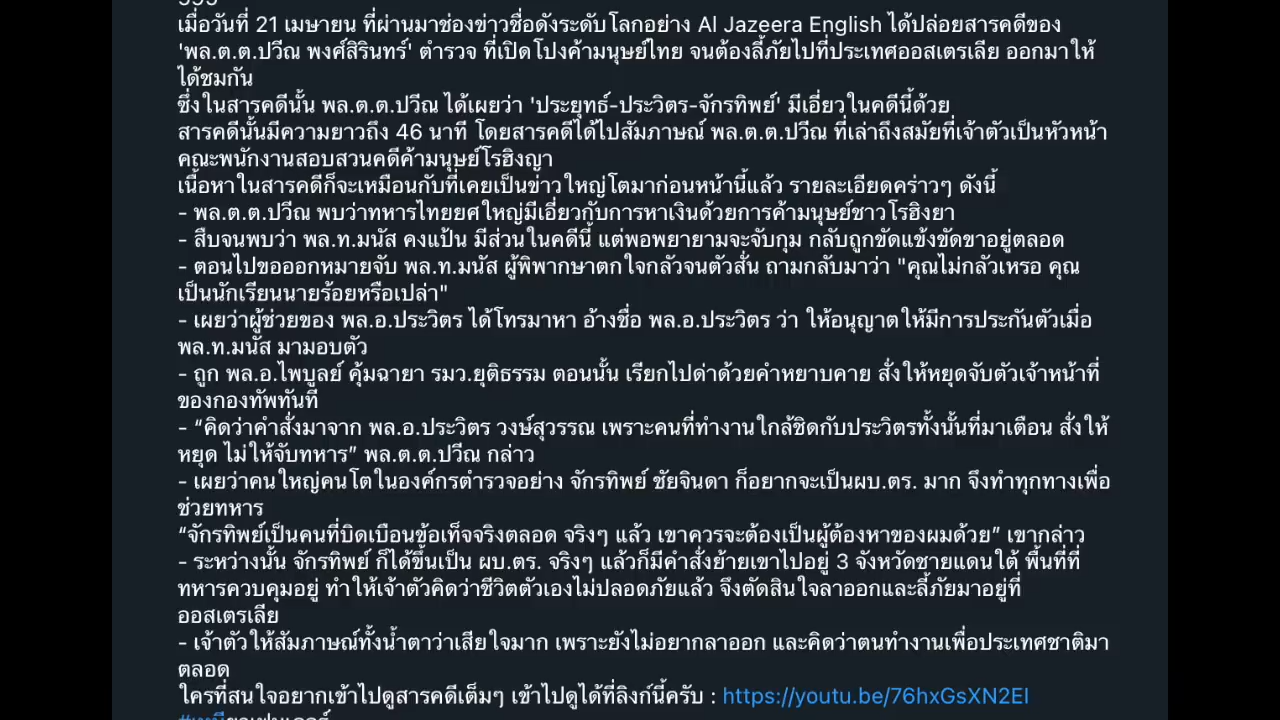 เมื่อวันที่ 21 เมษายน ที่ผ่านมาช่องข่าวชื่อดังระดับโลกอย่าง Al Jazeera English ได้ปล่อยสารคดีของ
'พล.ต.ต.ปวีณ พงศ์สิรินทร์' ตำรวจ ที่เปิดโปงค้ามนุษย์ไทย จนต้องลี้ภัยไปที่ประเทศออสเตรเลีย ออกมาให้
ได้ชมกัน
ซึ่งในสารคดีนั้น พล.ต.ต.ปวีณ ได้เผยว่า 'ประยุทธ์-ประวิตร-จักรทิพย์' มีเอี่ยวในคดีนี้ด้วย
สารคดีนั้นมีความยาวถึง 46 นาที โดยสารคดีได้ไปสัมภาษณ์ พล.ต.ต.ปวีณ ที่เล่าถึงสมัยที่เจ้าตัวเป็นหัวหน้า
คณะพนักงานสอบสวนคดีค้ามนุษย์โรฮิงญา
เนื้อหาในสารคดีก็จะเหมือนกับที่เคยเป็นข่าวใหญ่โตมาก่อนหน้านี้แล้ว รายละเอียดคร่าวๆ ดังนี้
- พล.ต.ต.ปวีณ พบว่าทหารไทยยศใหญ่มีเอี่ยวกับการหาเงินด้วยการค้ามนุษย์ชาวโรฮิงยา
- สืบจนพบว่า พล.ท.มนัส คงแป้น มีส่วนในคดีนี้ แต่พอพยายามจะจับกุม กลับถูกขัดแข้งขัดขาอยู่ตลอด
- ตอนไปขอออกหมายจับ พล.ท.มนัส ผู้พิพากษาตกใจกลัวจนตัวสั่น ถามกลับมาว่า "คุณไม่กลัวเหรอ คุณ
เป็นนักเรียนนายร้อยหรือเปล่า"
- เผยว่าผู้ช่วยของ พล.อ.ประวิตร ได้โทรมาหา อ้างชื่อ พล.อ.ประวิตร ว่า ให้อนุญาตให้มีการประกันตัวเมื่อ
พล.ท.มนัส มามอบตัว
- ถูก พล.อ.ไพบูลย์ คุ้มฉายา รมว.ยุติธรรม ตอนนั้น เรียกไปด่าด้วยคำหยาบคาย สั่งให้หยุดจับตัวเจ้าหน้าที่
ของกองทัพทันที
- “คิดว่าคำสั่งมาจาก พล.อ.ประวิตร วงษ์สุวรรณ เพราะคนที่ทำงานใกล้ชิดกับประวิตรทั้งนั้นที่มาเตือน สั่งให้
หยุด ไม่ให้จับทหาร” พล.ต.ต.ปวีณ กล่าว
- เผยว่าคนใหญ่คนโตในองค์กรตำรวจอย่าง จักรทิพย์ ชัยจินดา ก็อยากจะเป็นผบ.ตร. มาก จึงทำทุกทางเพื่อ
ช่วยทหาร
“จักรทิพย์เป็นคนที่บิดเบือนข้อเท็จจริงตลอด จริงๆ แล้ว เขาควรจะต้องเป็นผู้ต้องหาของผมด้วย” เขากล่าว
- ระหว่างนั้น จักรทิพย์ ก็ได้ขึ้นเป็น ผบ.ตร. จริงๆ แล้วก็มีคำสั่งย้ายเขาไปอยู่ 3 จังหวัดชายแดนใต้ พื้นที่ที่
ทหารควบคุมอยู่ ทำให้เจ้าตัวคิดว่าชีวิตตัวเองไม่ปลอดภัยแล้ว จึงตัดสินใจลาออกและลี้ภัยมาอยู่ที่
ออสเตรเลีย
- เจ้าตัวให้สัมภาษณ์ทั้งน้ำตาว่าเสียใจมาก เพราะยังไม่อยากลาออก และคิดว่าตนทำงานเพื่อประเทศชาติมา
ตลอด
ใครที่สนใจอยากเข้าไปดูสารคดีเต็มๆ เข้าไปดูได้ที่ลิงก์นี้ครับ : https://youtu.be/76hxGsXN2EI